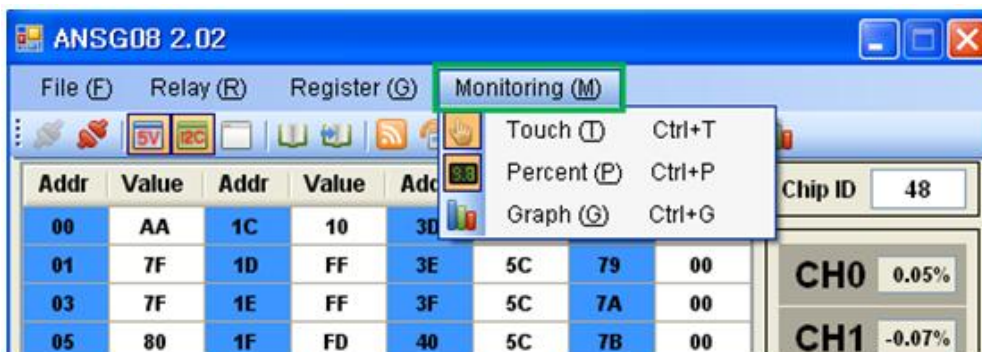 ANSG08 2.02
File (F) Relay (R) Register (G) Monitoring (M)
5V I2C
Touch (T) Ctrl+T
Percent (P) Ctrl+P
Graph (G) Ctrl+G
Addr Value Addr Value
Chip ID 48
00 AA 1C 10
01 7F 1D FF 3E 5C 79 00
CH0 0.05%
03 7F 1E FF 3F 5C 7A 00
05 80 1F FD 40 5C 7B 00
CH1 -0.07%